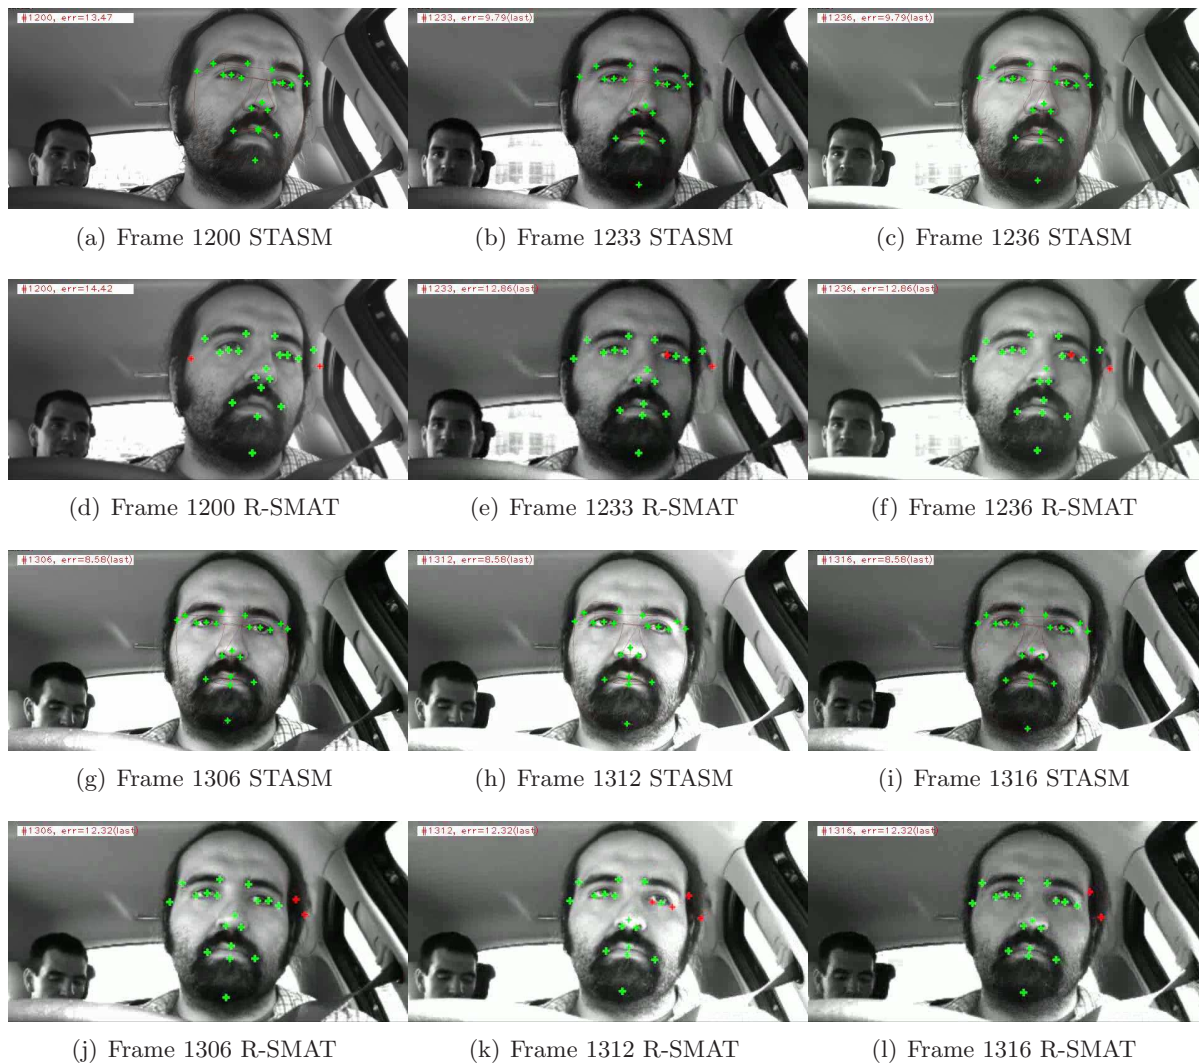 #1200, err=13.47
#1233, err=9.79(last)
#1236, err=9.79(last)
(a) Frame 1200 STASM
(b) Frame 1233 STASM
(c) Frame 1236 STASM
#1200, err=14.42
#1233, err=12.86(last)
#1236, err=12.86(last)
(d) Frame 1200 R-SMAT
(e) Frame 1233 R-SMAT
(f) Frame 1236 R-SMAT
#1306, err=8.58(last)
#1312, err=8.58(last)
#1316, err=8.58(last)
(g) Frame 1306 STASM
(h) Frame 1312 STASM
(i) Frame 1316 STASM
#1306, err=12.32(last)
#1312, err=12.32(last)
#1316, err=12.32(last)
(j) Frame 1306 R-SMAT
(k) Frame 1312 R-SMAT
(l) Frame 1316 R-SMAT